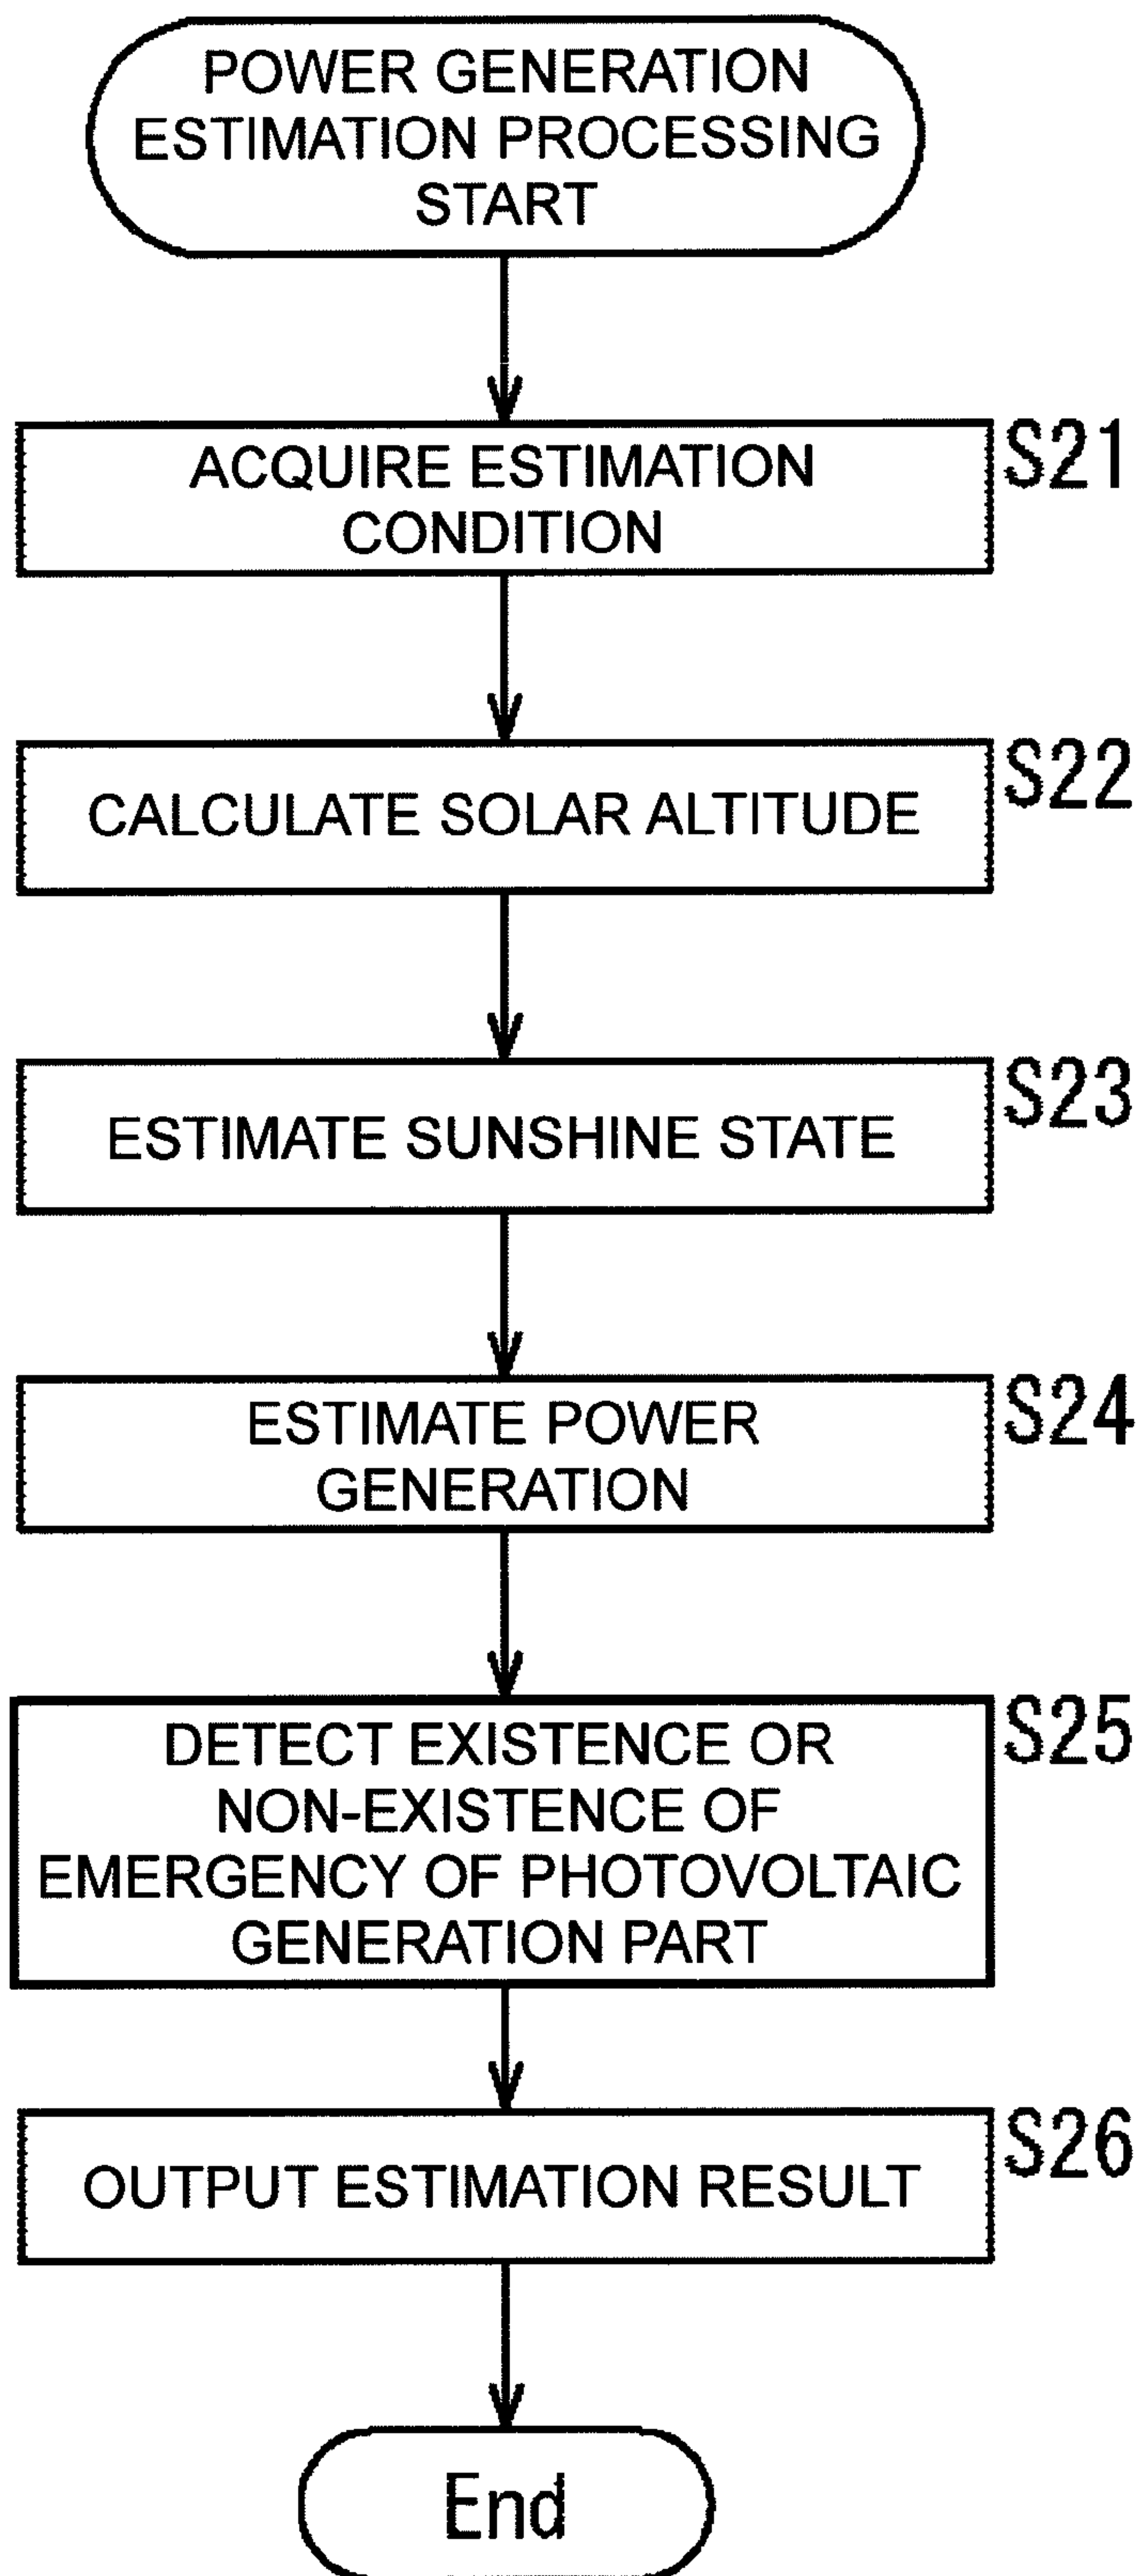 POWER GENERATION
ESTIMATION PROCESSING
START
ACQUIRE ESTIMATION
CONDITION
S21
CALCULATE SOLAR ALTITUDE
S22
ESTIMATE SUNSHINE STATE
S23
ESTIMATE POWER
GENERATION
S24
DETECT EXISTENCE OR
NON-EXISTENCE OF
EMERGENCY OF PHOTOVOLTAIC
GENERATION PART
S25
OUTPUT ESTIMATION RESULT
S26
End